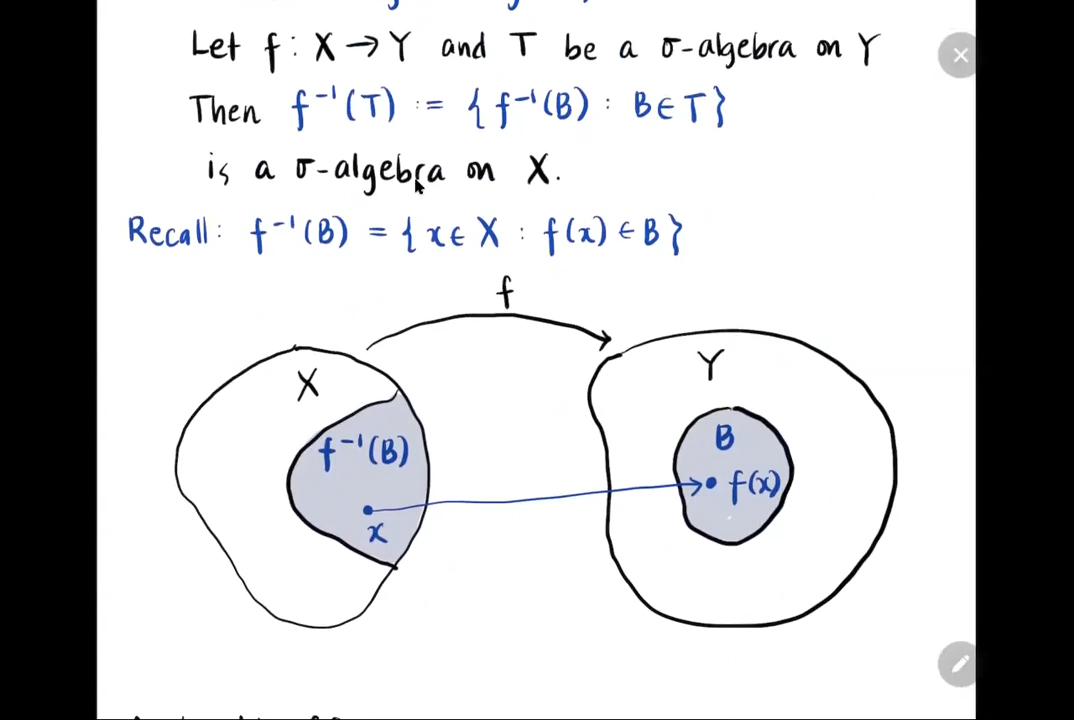 Let f : X → Y and T be a σ-algebra on Y
Then f⁻¹(T) := { f⁻¹(B) : B ∈ T }
is a σ-algebra on X.
Recall: f⁻¹(B) = { x ∈ X : f(x) ∈ B }
f
X
Y
f⁻¹(B)
B
x
f(x)